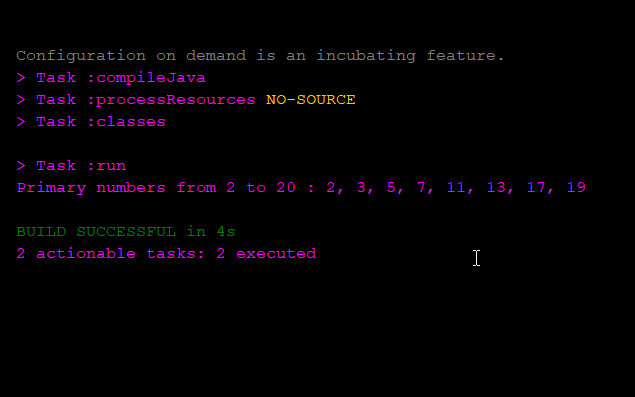 Configuration on demand is an incubating feature.
> Task :compileJava
> Task :processResources NO-SOURCE
> Task :classes
> Task :run
Primary numbers from 2 to 20 : 2, 3, 5, 7, 11, 13, 17, 19
BUILD SUCCESSFUL in 4s
2 actionable tasks: 2 executed